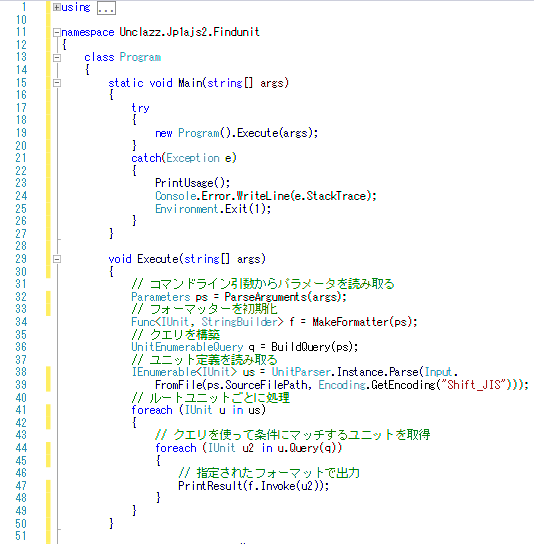 1 using ...
10
11 namespace Unclazz.Jp1ajs2.Findunit
12 {
13 class Program
14 {
15 static void Main(string[] args)
16 {
17 try
18 {
19 new Program().Execute(args);
20 }
21 catch(Exception e)
22 {
23 PrintUsage();
24 Console.Error.WriteLine(e.StackTrace);
25 Environment.Exit(1);
26 }
27 }
28
29 void Execute(string[] args)
30 {
31 // コマンドライン引数からパラメータを読み取る
32 Parameters ps = ParseArguments(args);
33 // フォーマッターを初期化
34 Func<IUnit, StringBuilder> f = MakeFormatter(ps);
35 // クエリを構築
36 UnitEnumerableQuery q = BuildQuery(ps);
37 // ユニット定義を読み取る
38 IEnumerable<IUnit> us = UnitParser.Instance.Parse(Input.
39 FromFile(ps.SourceFilePath, Encoding.GetEncoding("Shift_JIS")));
40 // ルートユニットごとに処理
41 foreach (IUnit u in us)
42 {
43 // クエリを使って条件にマッチするユニットを取得
44 foreach (IUnit u2 in u.Query(q))
45 {
46 // 指定されたフォーマットで出力
47 PrintResult(f.Invoke(u2));
48 }
49 }
50 }
51